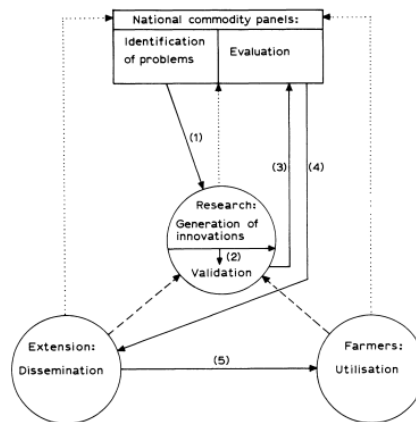 National commodity panels:
Identification
of problems
Evaluation
(1)
(3)
(4)
Research:
Generation of
innovations
(2)
Validation
Extension:
Dissemination
(5)
Farmers:
Utilisation